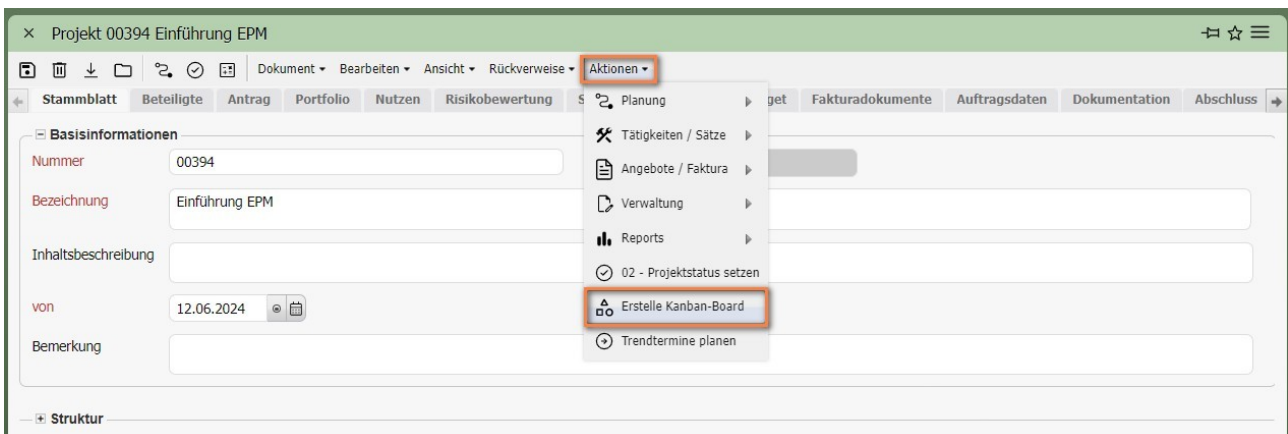 × Projekt 00394 Einführung EPM
Dokument Bearbeiten Ansicht Rückverweise Aktionen
Stammblatt Beteiligte Antrag Portfolio Nutzen Risikobewertung Fakturadokumente Auftragsdaten Dokumentation Abschluss
Planung
Tätigkeiten / Sätze
Angebote / Faktura
Verwaltung
Reports
02 - Projektstatus setzen
Erstelle Kanban-Board
Trendtermine planen
Basisinformationen
Nummer 00394
Bezeichnung Einführung EPM
Inhaltsbeschreibung
von 12.06.2024
Bemerkung
Struktur